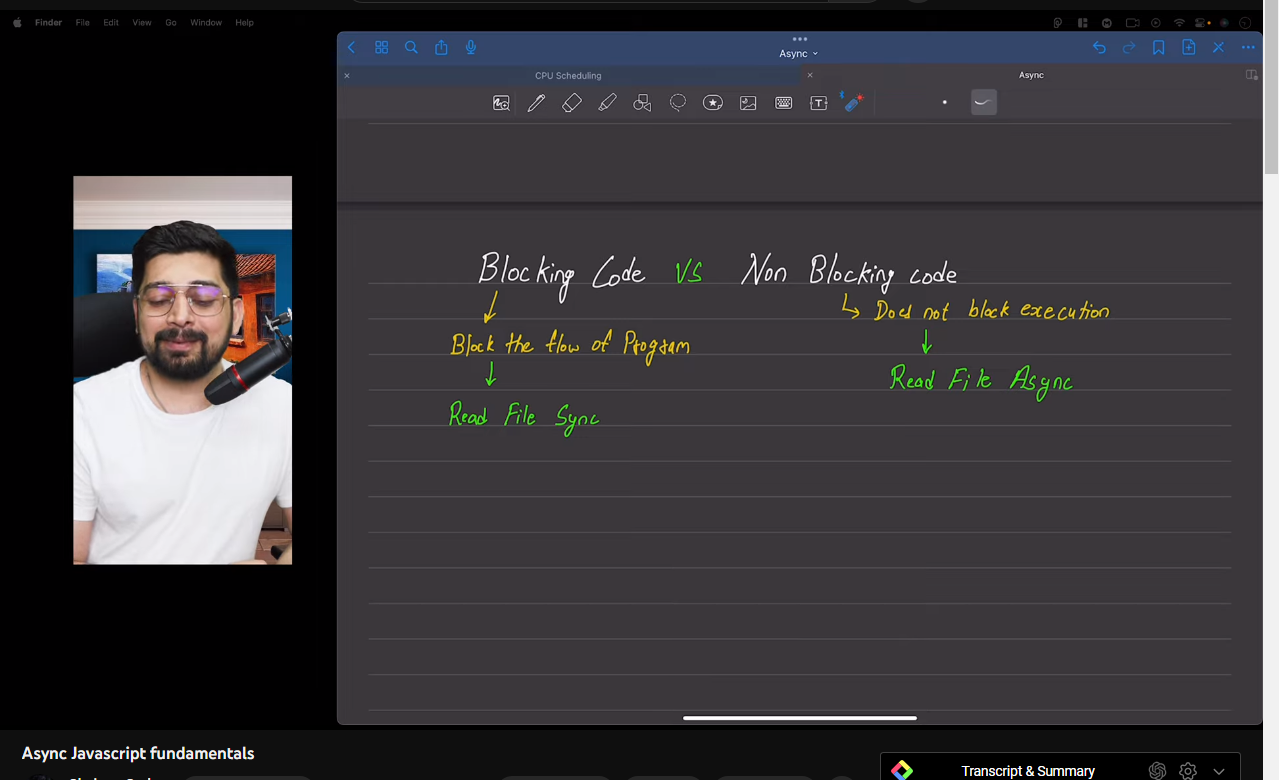 Finder File Edit View Go Window Help
Async
CPU Scheduling
Async
Blocking Code VS Non Blocking code
Does not block execution
Block the flow of Program
Read File Async
Read File Sync
Async Javascript fundamentals
Transcript & Summary